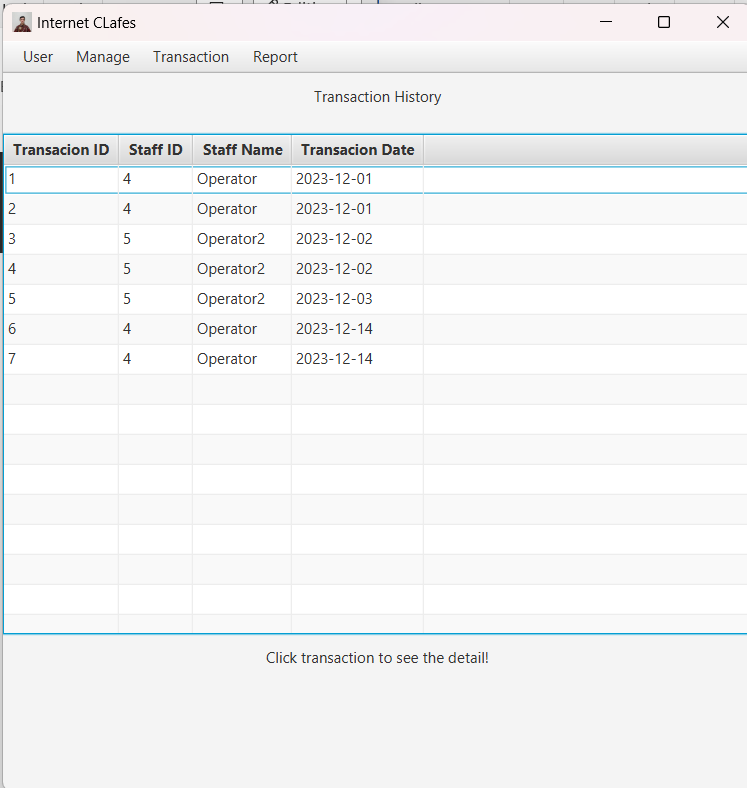 Internet CLafes
User Manage Transaction Report
Transaction History
Transacion ID Staff ID Staff Name Transacion Date
1 4 Operator 2023-12-01
2 4 Operator 2023-12-01
3 5 Operator2 2023-12-02
4 5 Operator2 2023-12-02
5 5 Operator2 2023-12-03
6 4 Operator 2023-12-14
7 4 Operator 2023-12-14
Click transaction to see the detail!